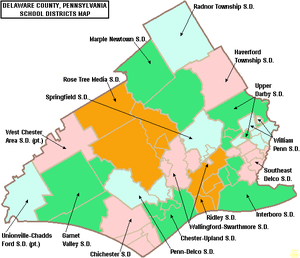 DELAWARE COUNTY, PENNSYLVANIA
SCHOOL DISTRICTS MAP
Radnor Township S.D.
Marple Newtown S.D.
Haverford
Township S.D.
Rose Tree Media S.D.
Springfield S.D.
Upper
Darby S.D.
West Chester
Area S.D. (pt.)
William
Penn S.D.
Southeast
Delco S.D.
Unionville-Chadds
Ford S.D. (pt.)
Garnet
Valley S.D.
Chichester S.D
Penn-Delco S.D.
Chester-Upland S.D.
Wallingford-Swarthmore S.D.
Ridley S.D.
Interboro S.D.